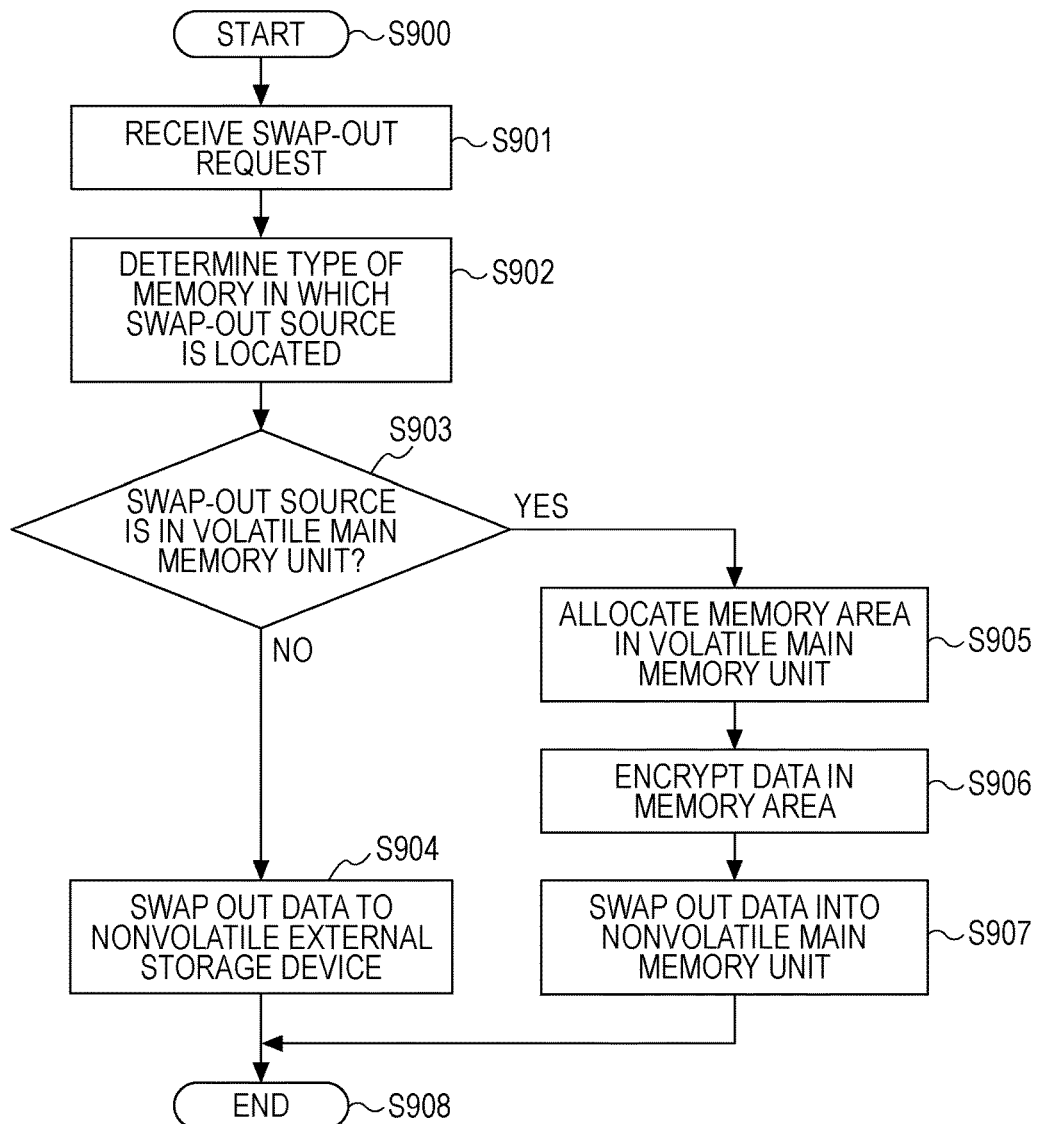 START
S900
RECEIVE SWAP-OUT
REQUEST
S901
DETERMINE TYPE OF
MEMORY IN WHICH
SWAP-OUT SOURCE
IS LOCATED
S902
S903
SWAP-OUT SOURCE
IS IN VOLATILE MAIN
MEMORY UNIT?
YES
NO
ALLOCATE MEMORY AREA
IN VOLATILE MAIN
MEMORY UNIT
S905
ENCRYPT DATA IN
MEMORY AREA
S906
S904
SWAP OUT DATA TO
NONVOLATILE EXTERNAL
STORAGE DEVICE
SWAP OUT DATA INTO
NONVOLATILE MAIN
MEMORY UNIT
S907
END
S908